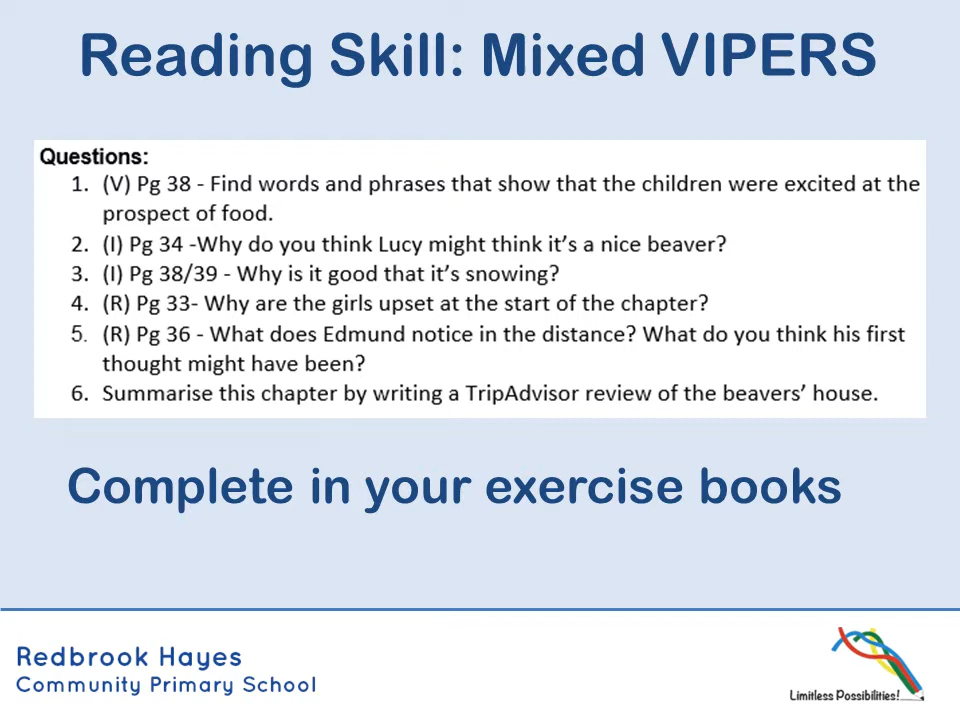 Reading Skill: Mixed VIPERS
Questions:
1. (V) Pg 38 - Find words and phrases that show that the children were excited at the
prospect of food.
2. (I) Pg 34 -Why do you think Lucy might think it's a nice beaver?
3. (I) Pg 38/39 - Why is it good that it's snowing?
4. (R) Pg 33- Why are the girls upset at the start of the chapter?
5. (R) Pg 36 - What does Edmund notice in the distance? What do you think his first
thought might have been?
6. Summarise this chapter by writing a TripAdvisor review of the beavers' house.
Complete in your exercise books
Redbrook Hayes
Community Primary School
Limitless Possibilities!